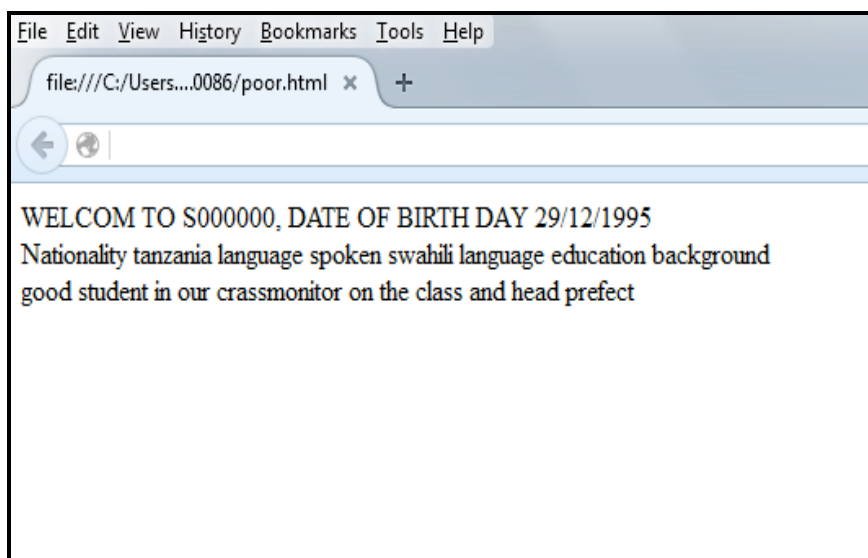 File Edit View History Bookmarks Tools Help
file:///C:/Users....0086/poor.html
WELCOM TO S000000, DATE OF BIRTH DAY 29/12/1995
Nationality tanzania language spoken swahili language education background
good student in our crassmonitor on the class and head prefect